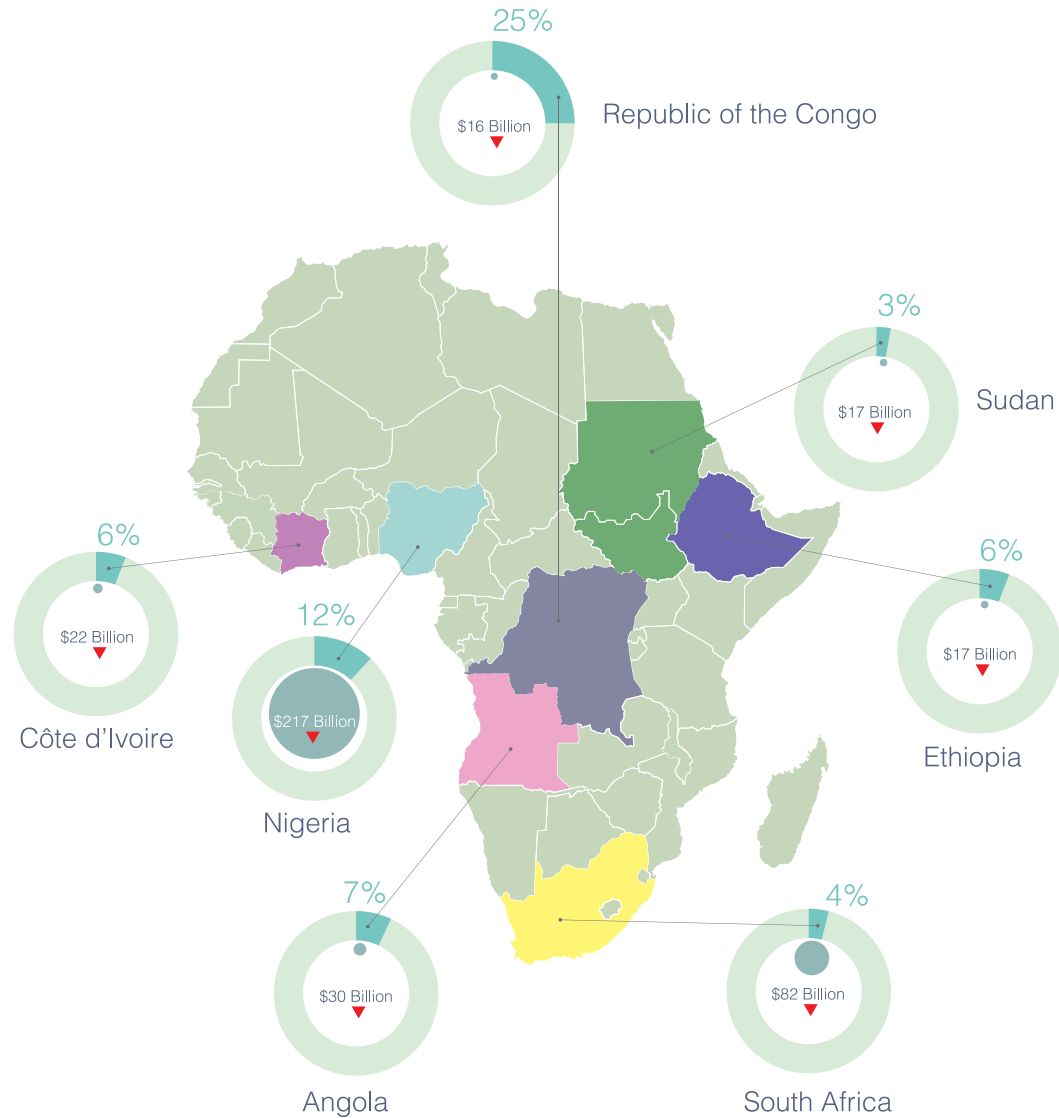 25%
$16 Billion
Republic of the Congo
3%
$17 Billion
Sudan
6%
$22 Billion
Côte d'Ivoire
12%
$217 Billion
Nigeria
6%
$17 Billion
Ethiopia
7%
$30 Billion
Angola
4%
$82 Billion
South Africa